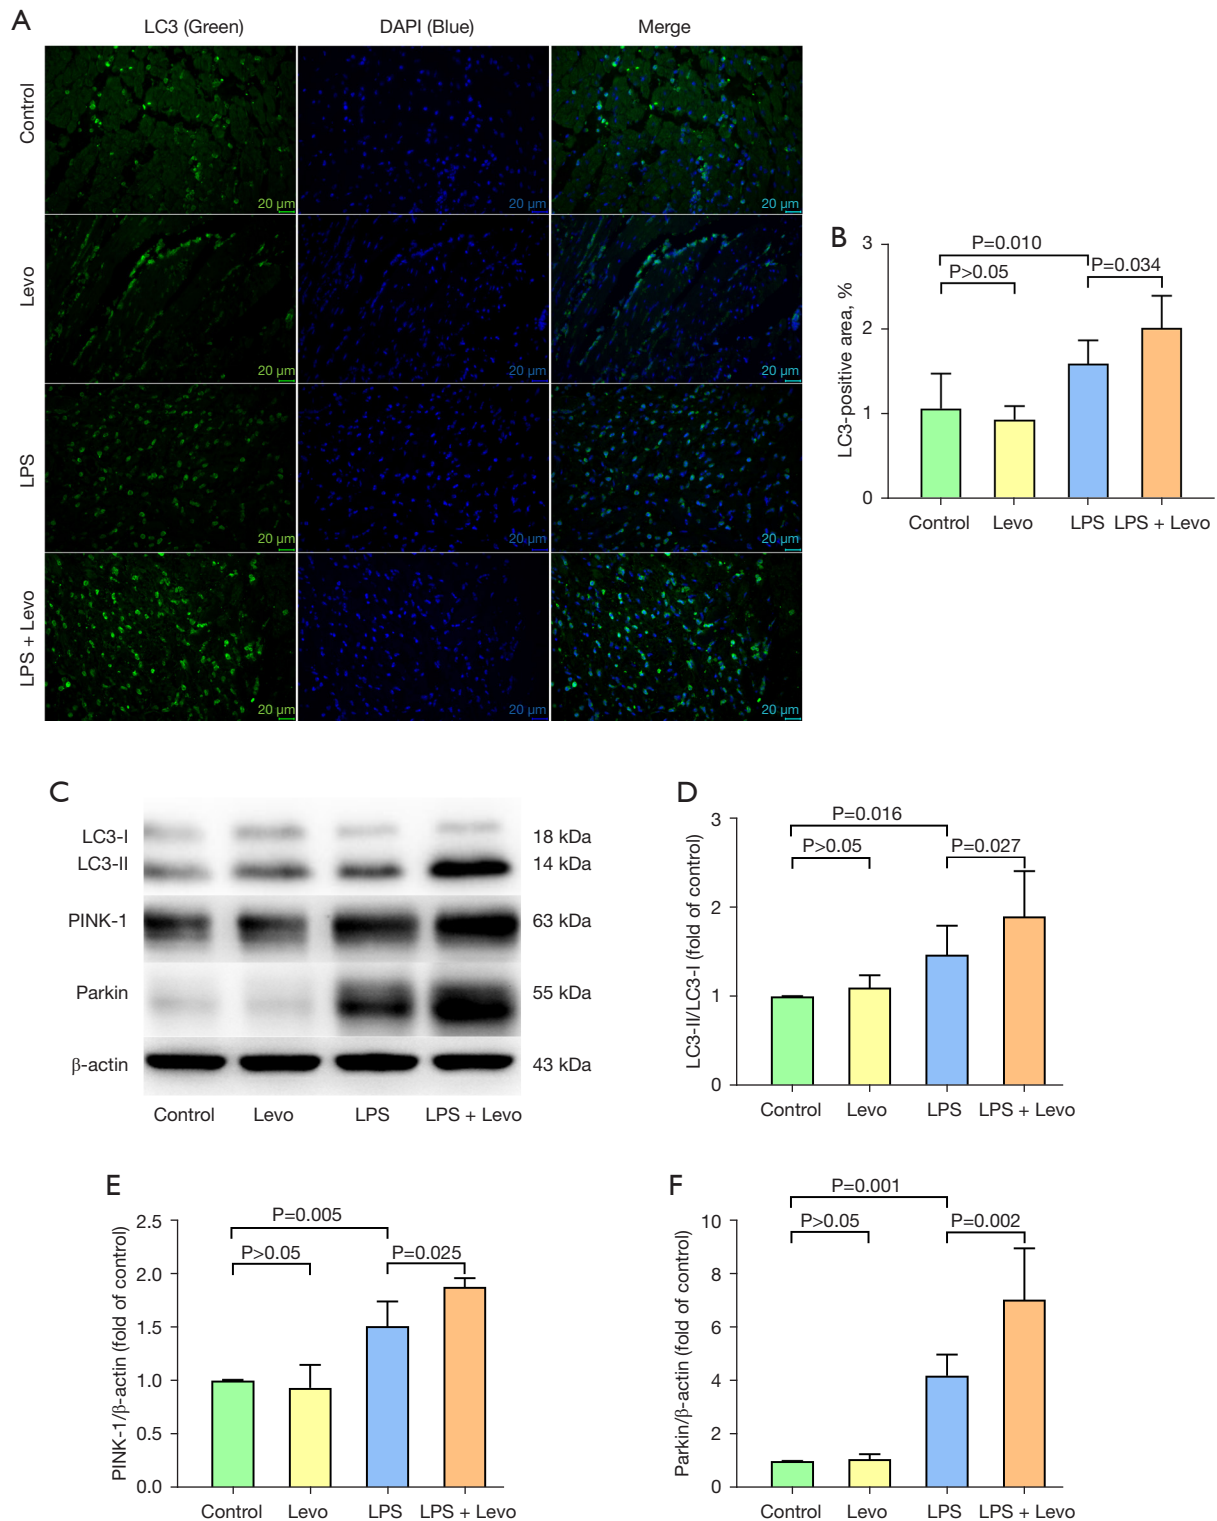 A
LC3 (Green) DAPI (Blue) Merge
Control
20 µm 20 µm 20 µm
Levo
20 µm 20 µm 20 µm
LPS
20 µm 20 µm 20 µm
LPS + Levo
20 µm 20 µm 20 µm
B
LC3-positive area, %
3
2
1
0
P=0.010
P>0.05
P=0.034
Control Levo LPS LPS + Levo
C
LC3-I 18 kDa
LC3-II 14 kDa
PINK-1 63 kDa
Parkin 55 kDa
β-actin 43 kDa
Control Levo LPS LPS + Levo
D
LC3-II/LC3-I (fold of control)
3
2
1
0
P=0.016
P>0.05
P=0.027
Control Levo LPS LPS + Levo
E
PINK-1/β-actin (fold of control)
2.5
2.0
1.5
1.0
0.5
0.0
P=0.005
P>0.05
P=0.025
Control Levo LPS LPS + Levo
F
Parkin/β-actin (fold of control)
10
8
6
4
2
0
P=0.001
P>0.05
P=0.002
Control Levo LPS LPS + Levo